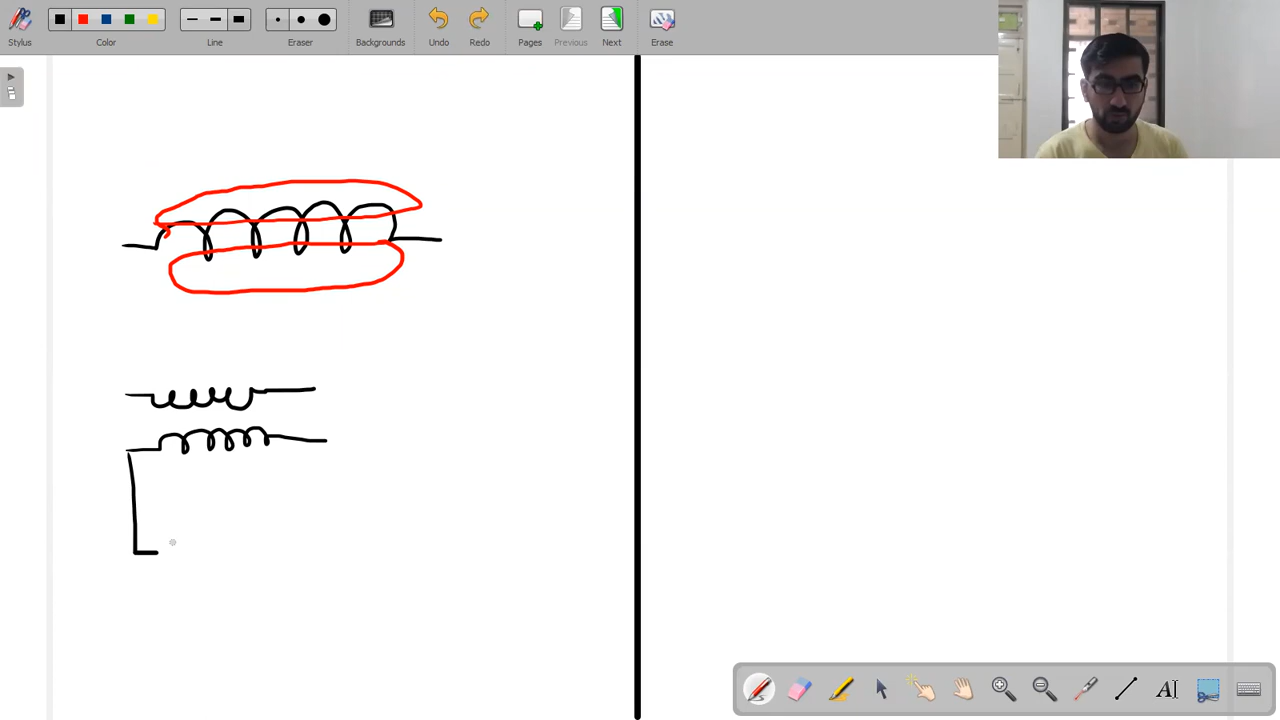 Stylus
Color
Line
Eraser
Backgrounds
Undo
Redo
Pages
Previous
Next
Erase